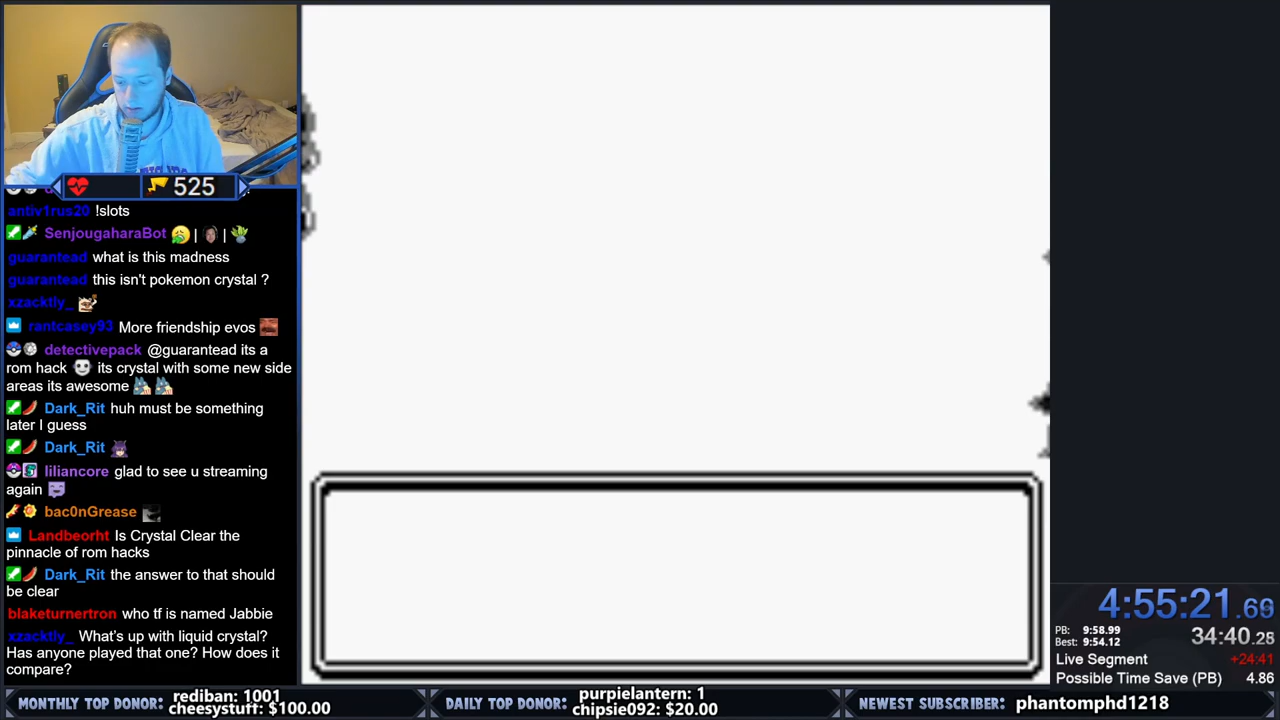 525
antiv1rus20 !slots
SenjougaharaBot | |
guarantead what is this madness
guarantead this isn't pokemon crystal ?
xzacktly_
rantcasey93 More friendship evos
detectivepack @guarantead its a
rom hack its crystal with some new side
areas its awesome
Dark_Rit huh must be something
later I guess
Dark_Rit
liliancore glad to see u streaming
again
bac0nGrease
Landbeorht Is Crystal Clear the
pinnacle of rom hacks
Dark_Rit the answer to that should
be clear
blaketurnertron who tf is named Jabbie
xzacktly_ What's up with liquid crystal?
Has anyone played that one? How does it
compare?
4:55:21.69
PB: 9:58.99
Best: 9:54.12
34:40.28
Live Segment +24:41
Possible Time Save (PB) 4.86
MONTHLY TOP DONOR: rediban: 1001
cheesystuff: $100.00
DAILY TOP DONOR: purpielantern: 1
chipsie092: $20.00
NEWEST SUBSCRIBER: phantomphd1218